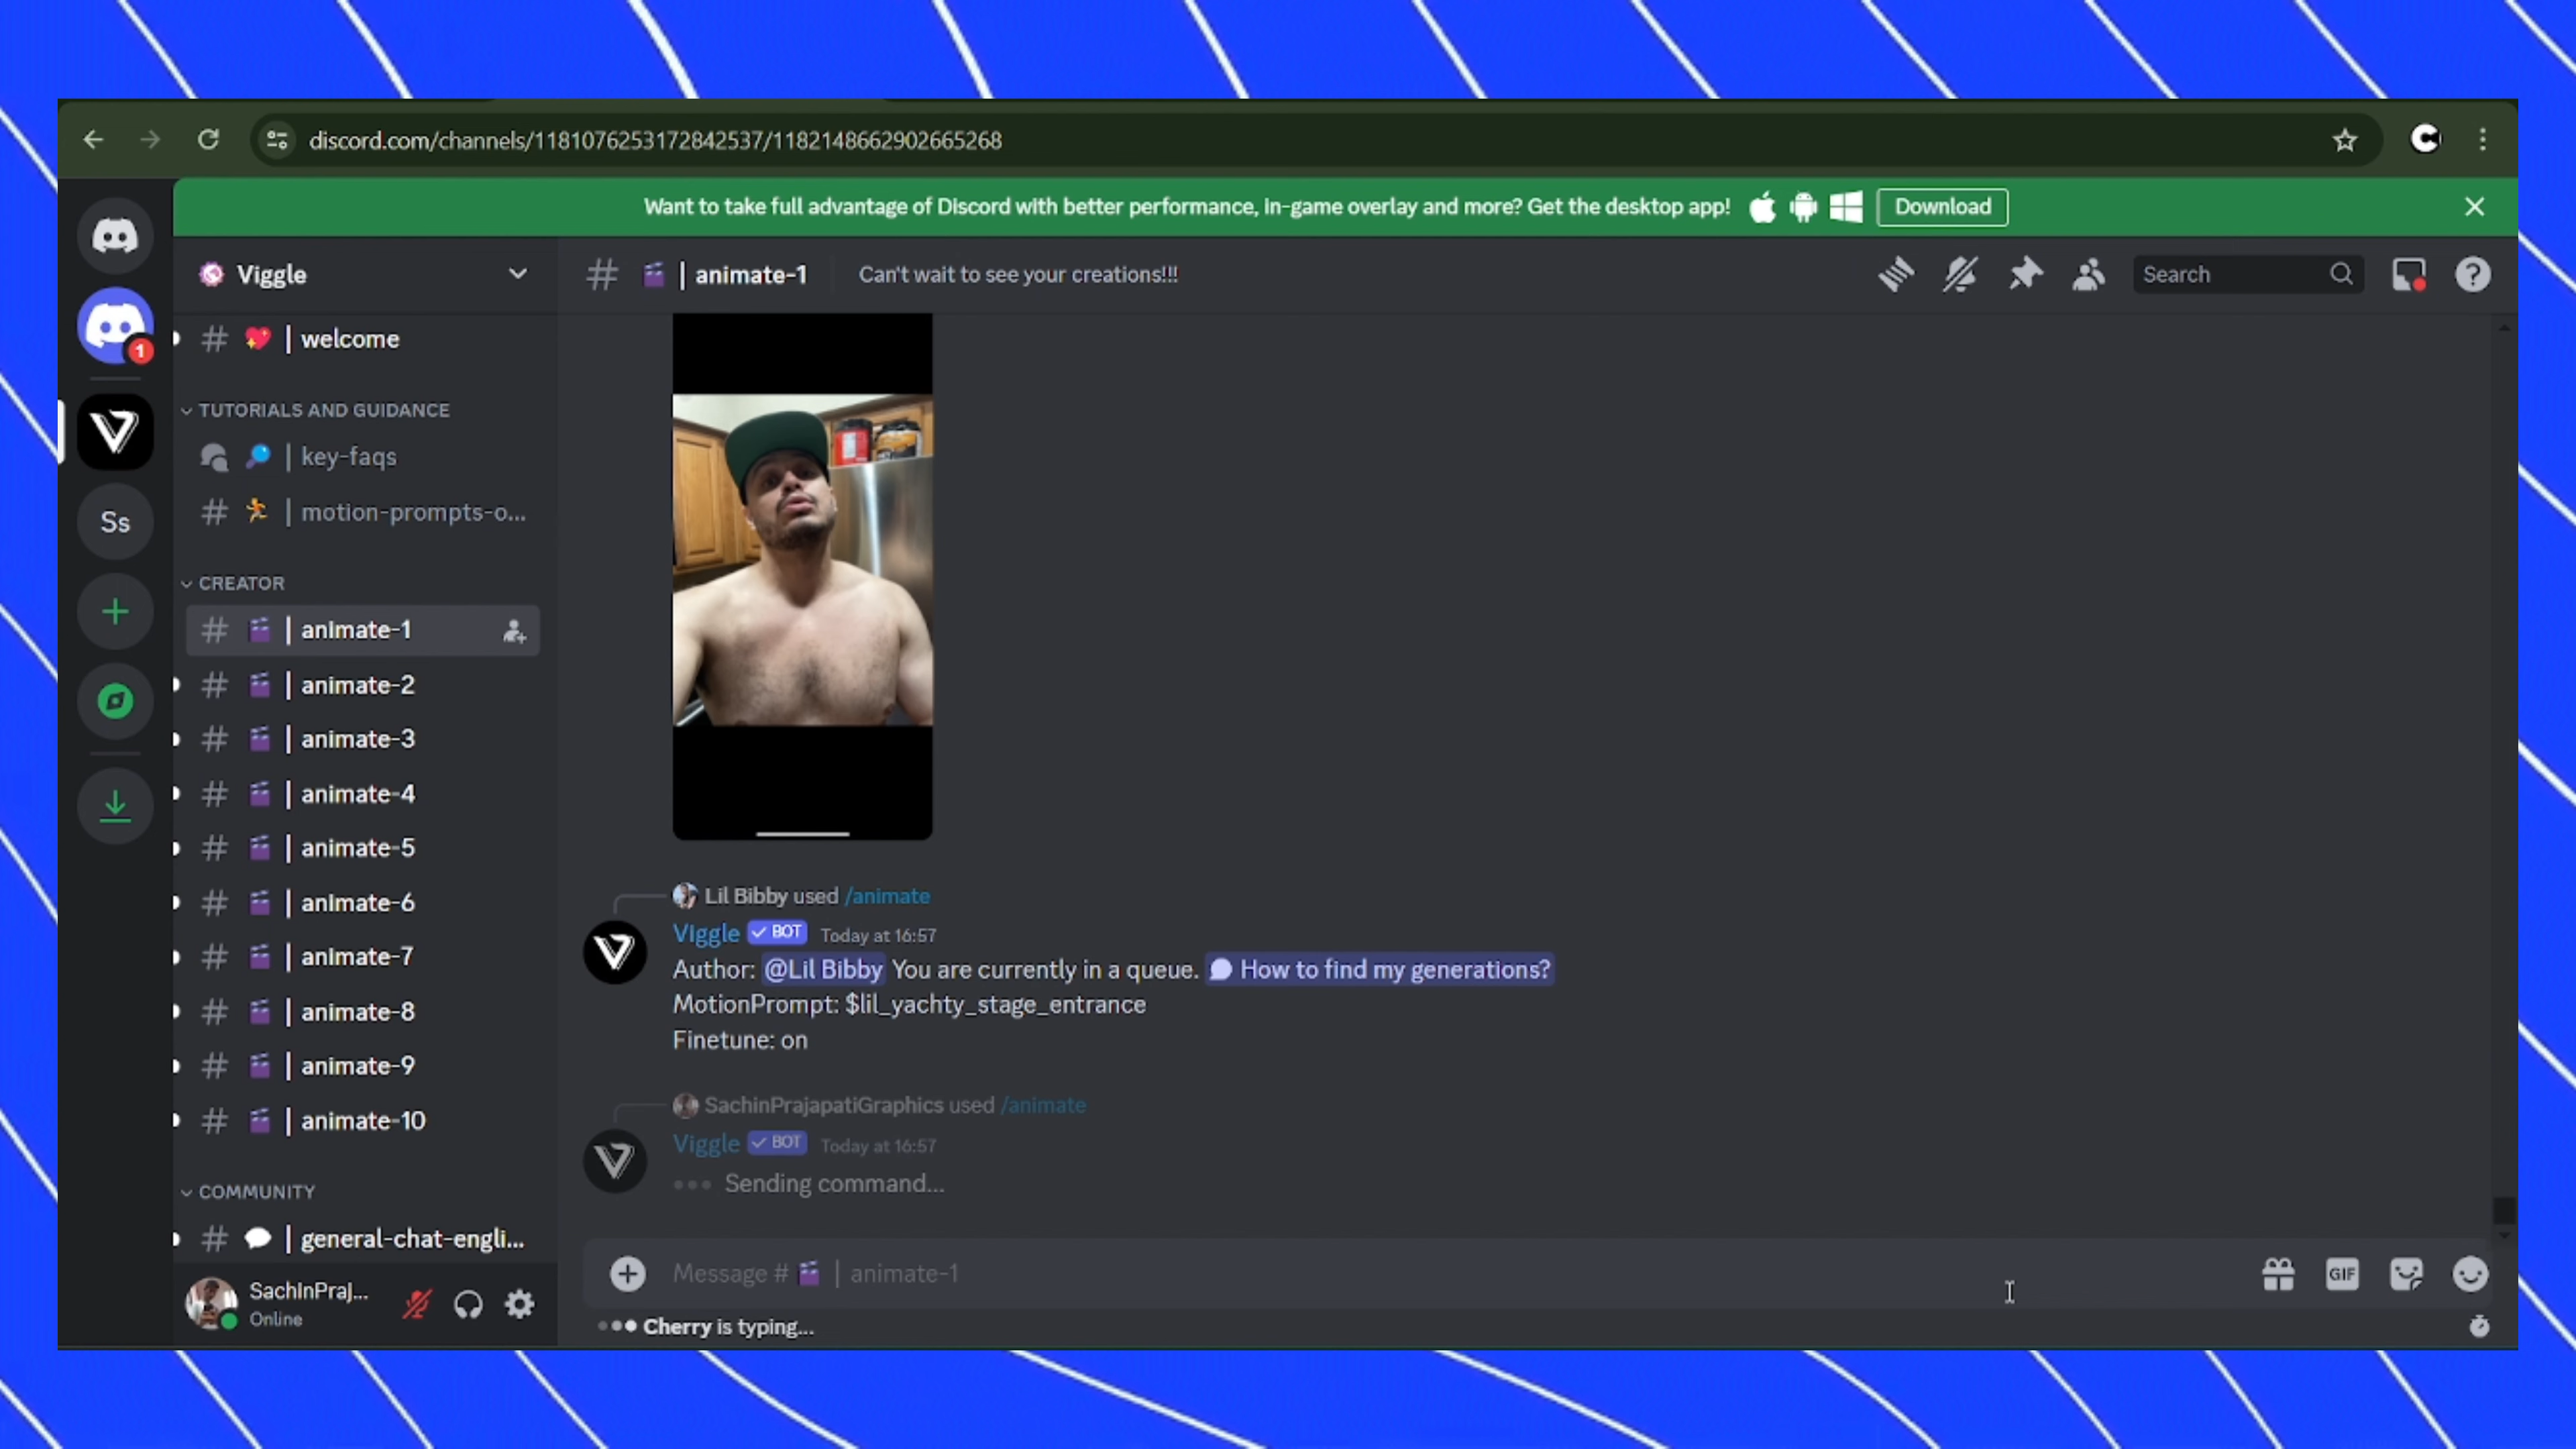 discord.com/channels/1181076253172842537/1182148662902665268
Want to take full advantage of Discord with better performance, in-game overlay and more? Get the desktop app!
Download
Viggle
| animate-1
Can't wait to see your creations!!!
Search
1
# | welcome
TUTORIALS AND GUIDANCE
| key-faqs
# | motion-prompts-o...
CREATOR
# | animate-1
# | animate-2
# | animate-3
# | animate-4
# | animate-5
# | animate-6
# | animate-7
# | animate-8
# | animate-9
# | animate-10
COMMUNITY
# | general-chat-engli...
Ss
SachInPraj...
Online
Lil Bibby used /animate
Viggle BOT Today at 16:57
Author: @Lil Bibby You are currently in a queue. How to find my generations?
MotionPrompt: $lil_yachty_stage_entrance
Finetune: on
SachinPrajapatiGraphics used /animate
Viggle BOT Today at 16:57
Sending command...
Message # | animate-1
GIF
Cherry is typing...